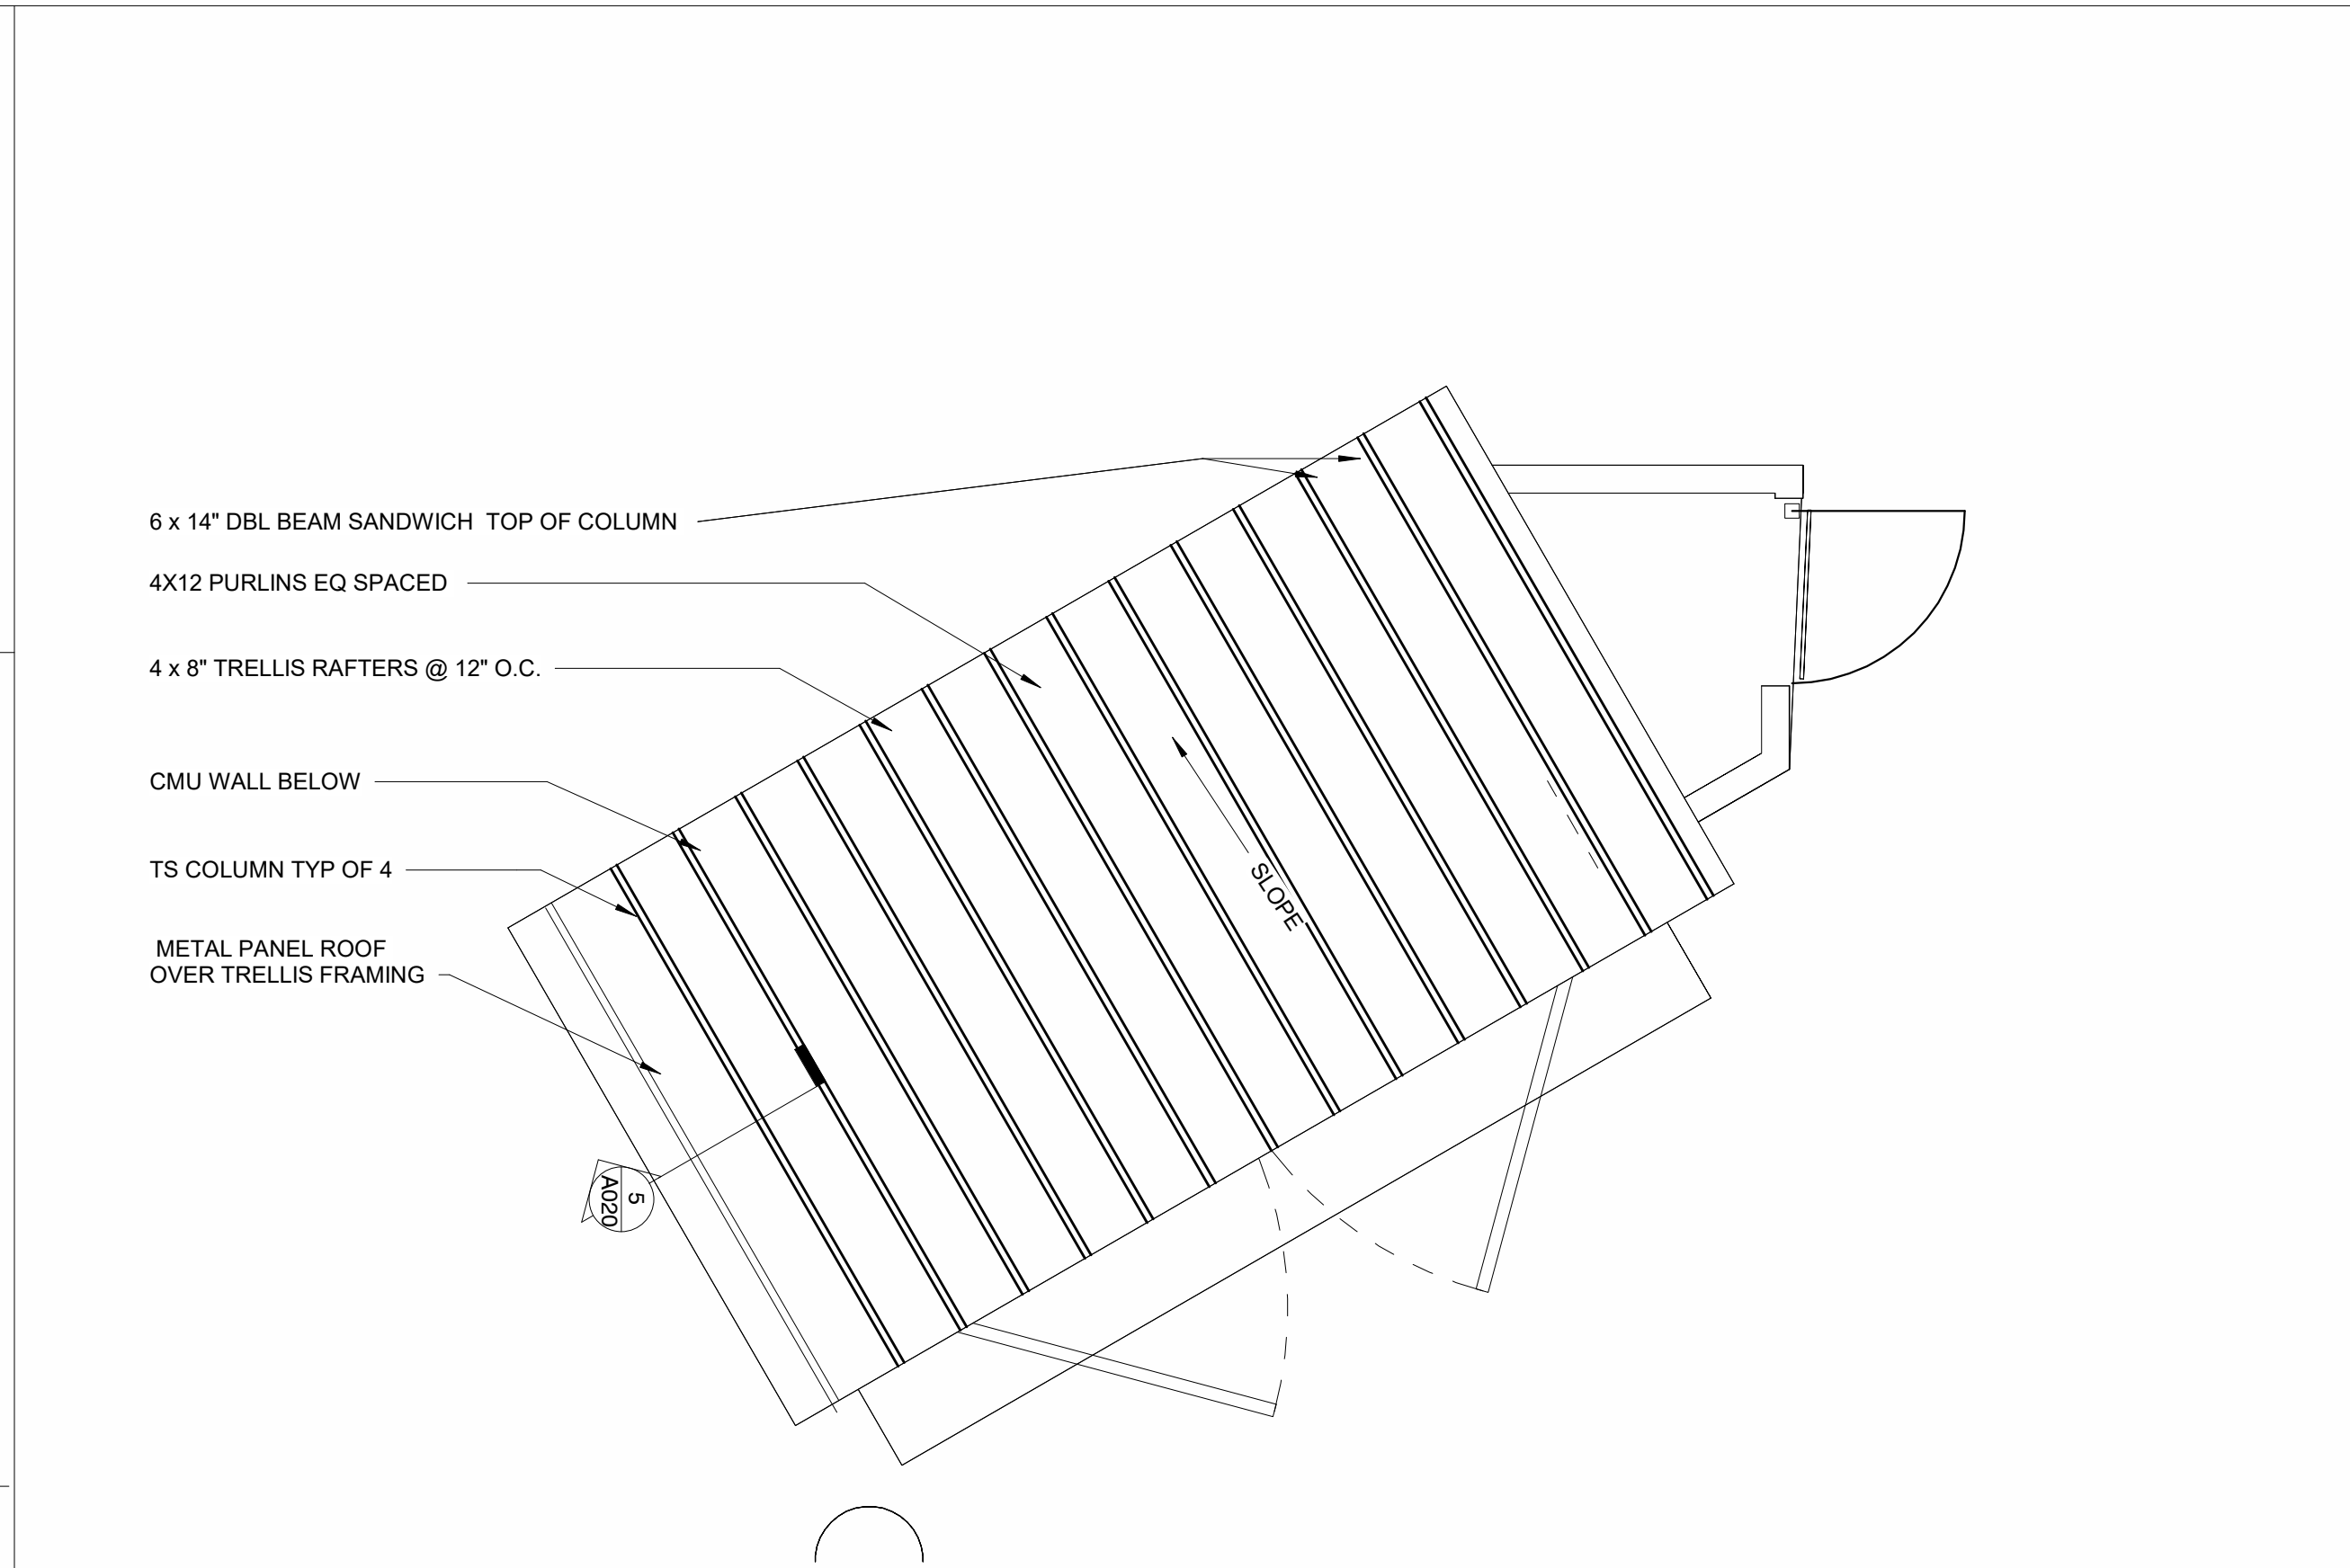 6 x 14" DBL BEAM SANDWICH  TOP OF COLUMN
4X12 PURLINS EQ SPACED
4 x 8" TRELLIS RAFTERS @ 12" O.C.
CMU WALL BELOW
TS COLUMN TYP OF 4
METAL PANEL ROOF
OVER TRELLIS FRAMING
SLOPE
5
A020